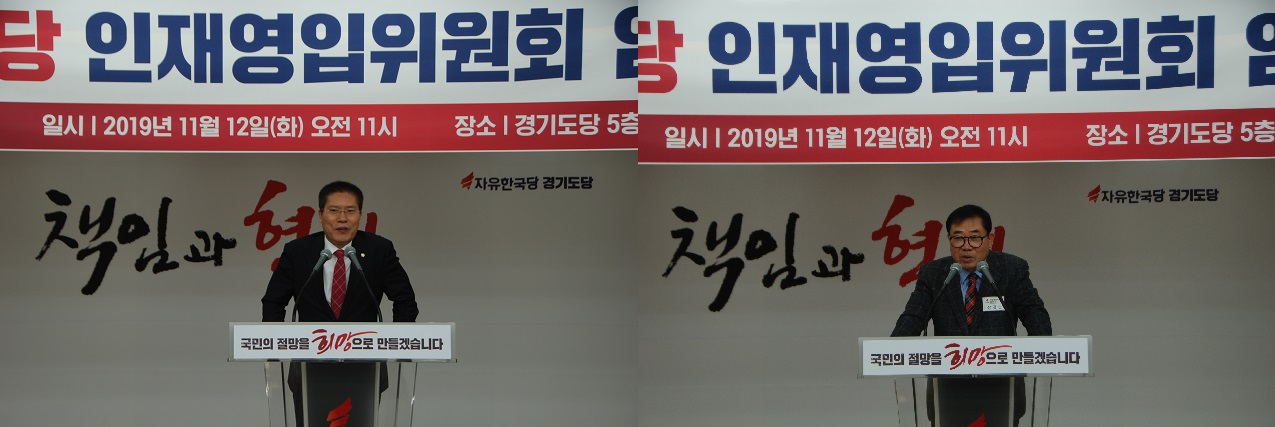 당 인재영입위원회 임
일시 | 2019년 11월 12일(화) 오전 11시 장소 | 경기도당 5층
자유한국당 경기도당
책임과 혁
국민의 절망을 희망으로 만들겠습니다
당 인재영입위원회 임
일시 | 2019년 11월 12일(화) 오전 11시 장소 | 경기도당 5층
자유한국당 경기도당
책임과 혁
국민의 절망을 희망으로 만들겠습니다